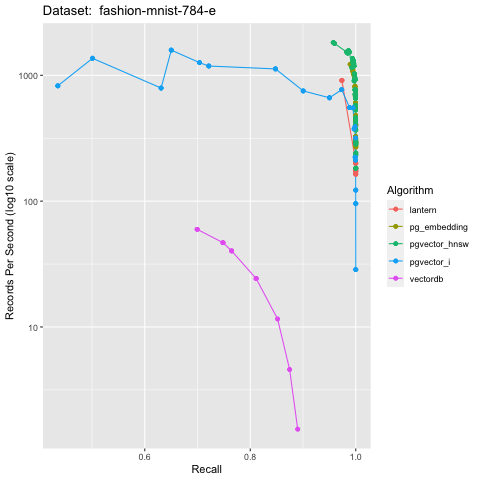 Dataset: fashion-mnist-784-e
Records Per Second (log10 scale)
1000
100
10
0.6
0.8
1.0
Recall
Algorithm
lantern
pg_embedding
pgvector_hnsw
pgvector_i
vectordb